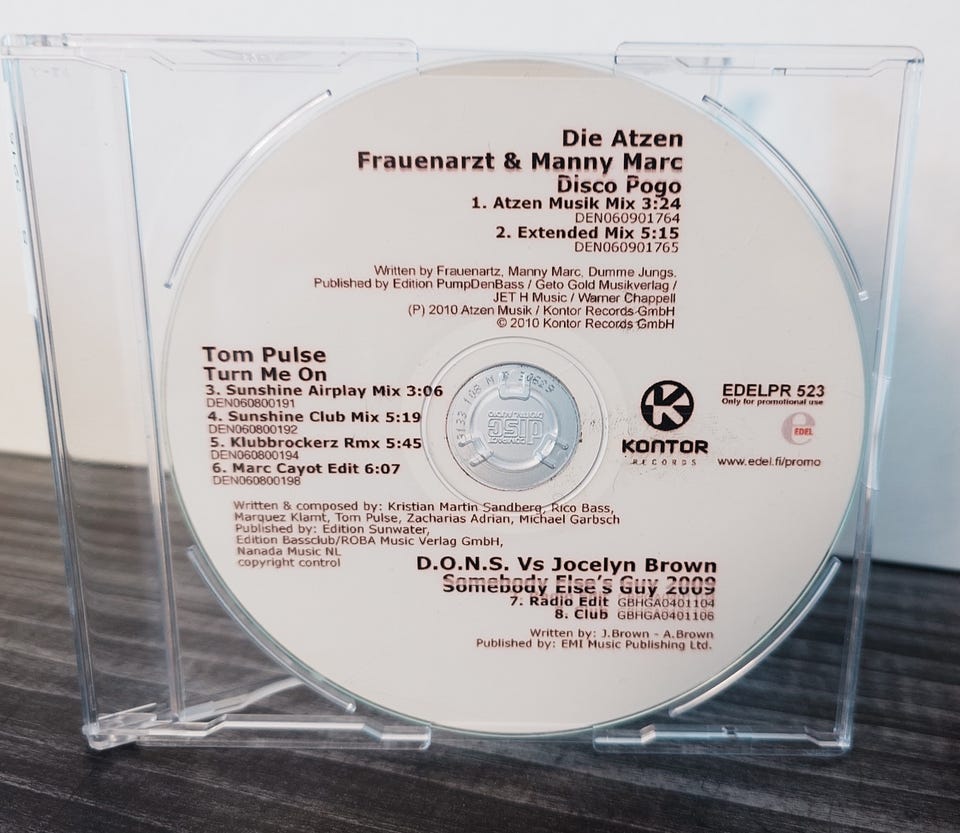 Die Atzen
Frauenarzt & Manny Marc
Disco Pogo
1. Atzen Musik Mix 3:24
DEN060901764
2. Extended Mix 5:15
DEN060901765
Written by Frauenartz, Manny Marc, Dumme Jungs.
Published by Edition PumpDenBass / Geto Gold Musikverlag /
JET H Music / Warner Chappell
(P) 2010 Atzen Musik / Kontor Records GmbH
© 2010 Kontor Records GmbH
Tom Pulse
Turn Me On
3. Sunshine Airplay Mix 3:06
DEN060800191
4. Sunshine Club Mix 5:19
DEN060800192
5. Klubbrockerz Rmx 5:45
DEN060800194
6. Marc Cayot Edit 6:07
DEN060800198
Written & composed by: Kristian Martin Sandberg, Rico Bass,
Marquez Klamt, Tom Pulse, Zacharias Adrian, Michael Garbsch
Published by: Edition Sunwater,
Edition Bassclub/ROBA Music Verlag GmbH,
Nanada Music NL
copyright control
K
KONTOR
RECORDS
EDELPR 523
Only for promotional use
e
EDEL
www.edel.fi/promo
COMPACT
disc
DIGITAL AUDIO
D.O.N.S. Vs Jocelyn Brown
Somebody Else's Guy 2009
7: Radio Edit GBHGA0401104
8. Club GBHGA0401106
Written by: J.Brown - A.Brown
Published by: EMI Music Publishing Ltd.